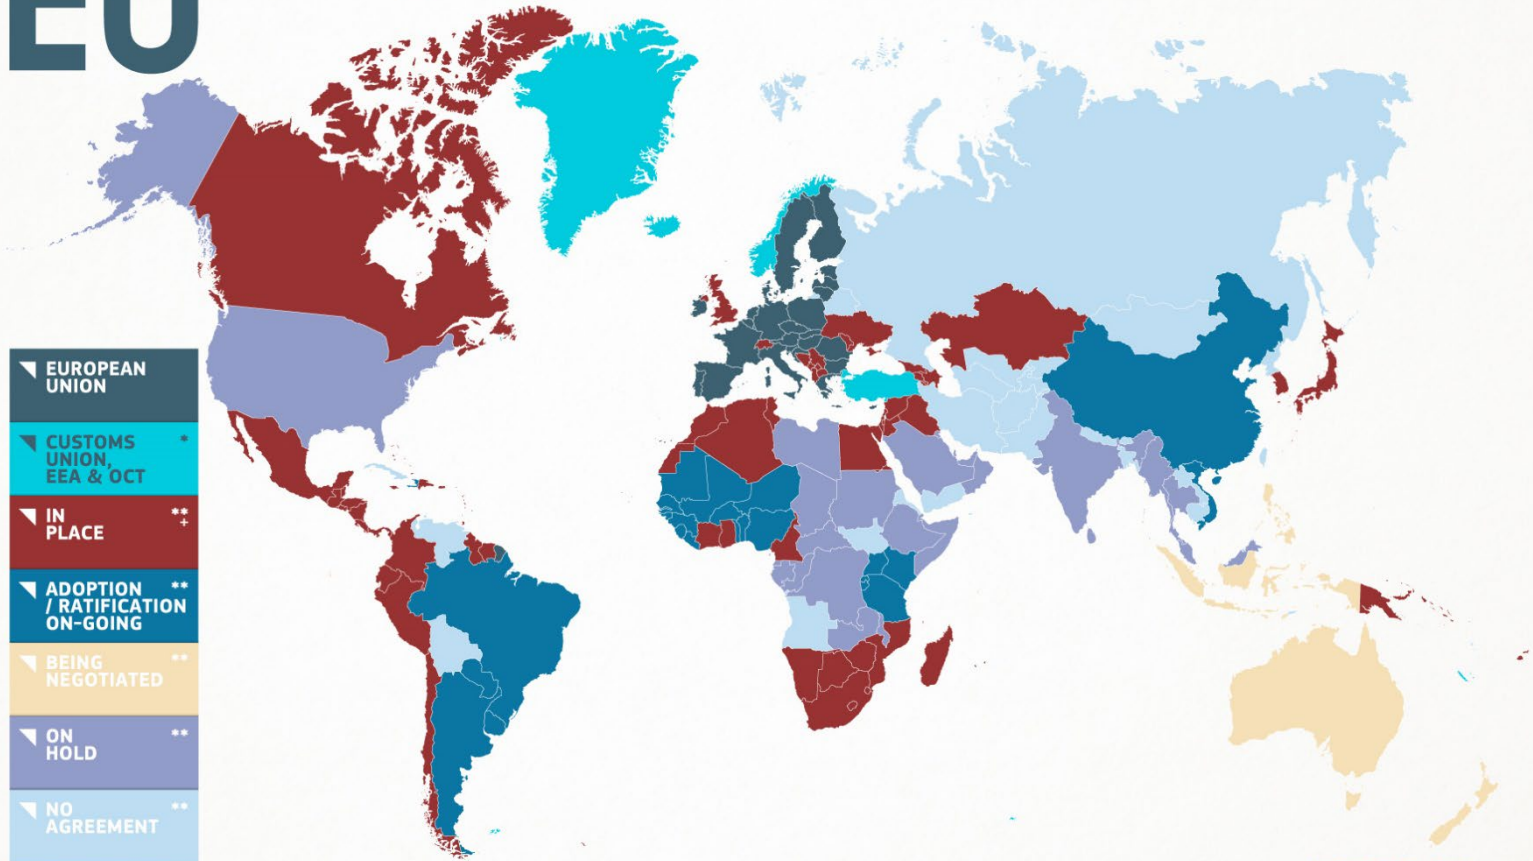 EU
EUROPEAN
UNION
CUSTOMS *
UNION,
EEA & OCT
IN **
PLACE +
ADOPTION **
/ RATIFICATION
ON-GOING
BEING **
NEGOTIATED
ON **
HOLD
NO **
AGREEMENT